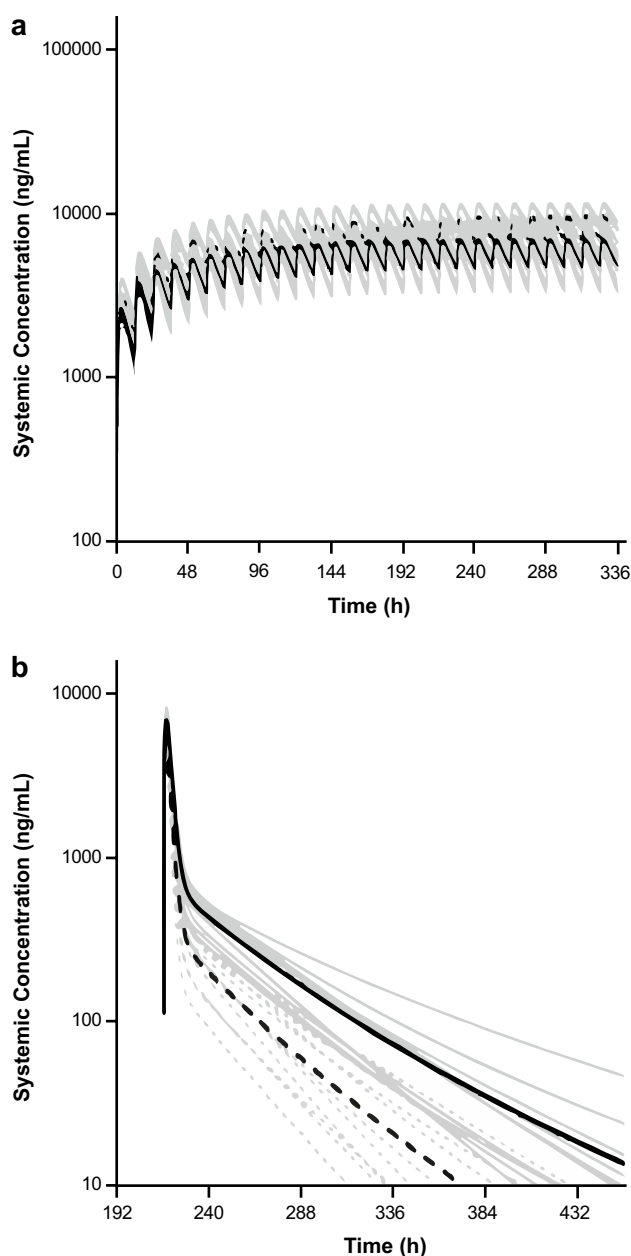 a
100000
10000
1000
100
Systemic Concentration (ng/mL)
0 48 96 144 192 240 288 336
Time (h)
b
10000
1000
100
10
Systemic Concentration (ng/mL)
192 240 288 336 384 432
Time (h)